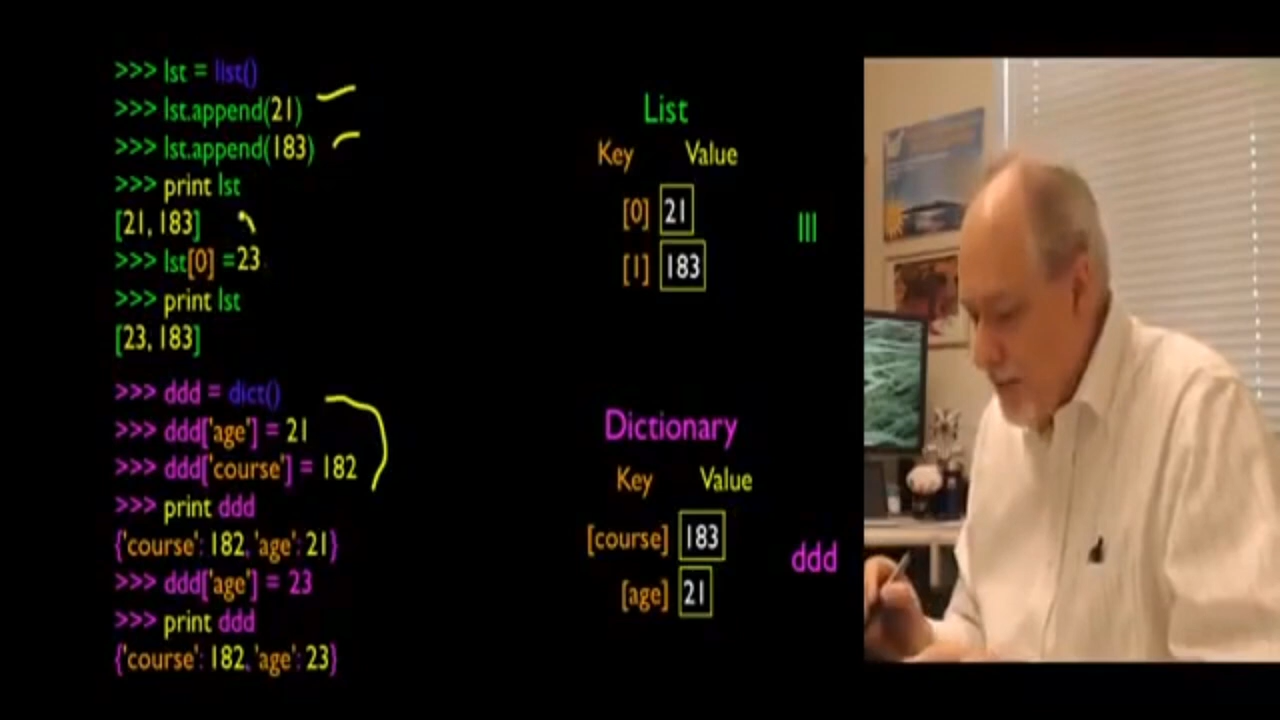 >>> lst = list()
>>> lst.append(21)
>>> lst.append(183)
>>> print lst
[21, 183]
>>> lst[0] =23
>>> print lst
[23, 183]
>>> ddd = dict()
>>> ddd['age'] = 21
>>> ddd['course'] = 182
>>> print ddd
{'course': 182, 'age': 21}
>>> ddd['age'] = 23
>>> print ddd
{'course': 182, 'age': 23}
List
Key Value
[0] 21
[1] 183
lll
Dictionary
Key Value
[course] 183
[age] 21
ddd